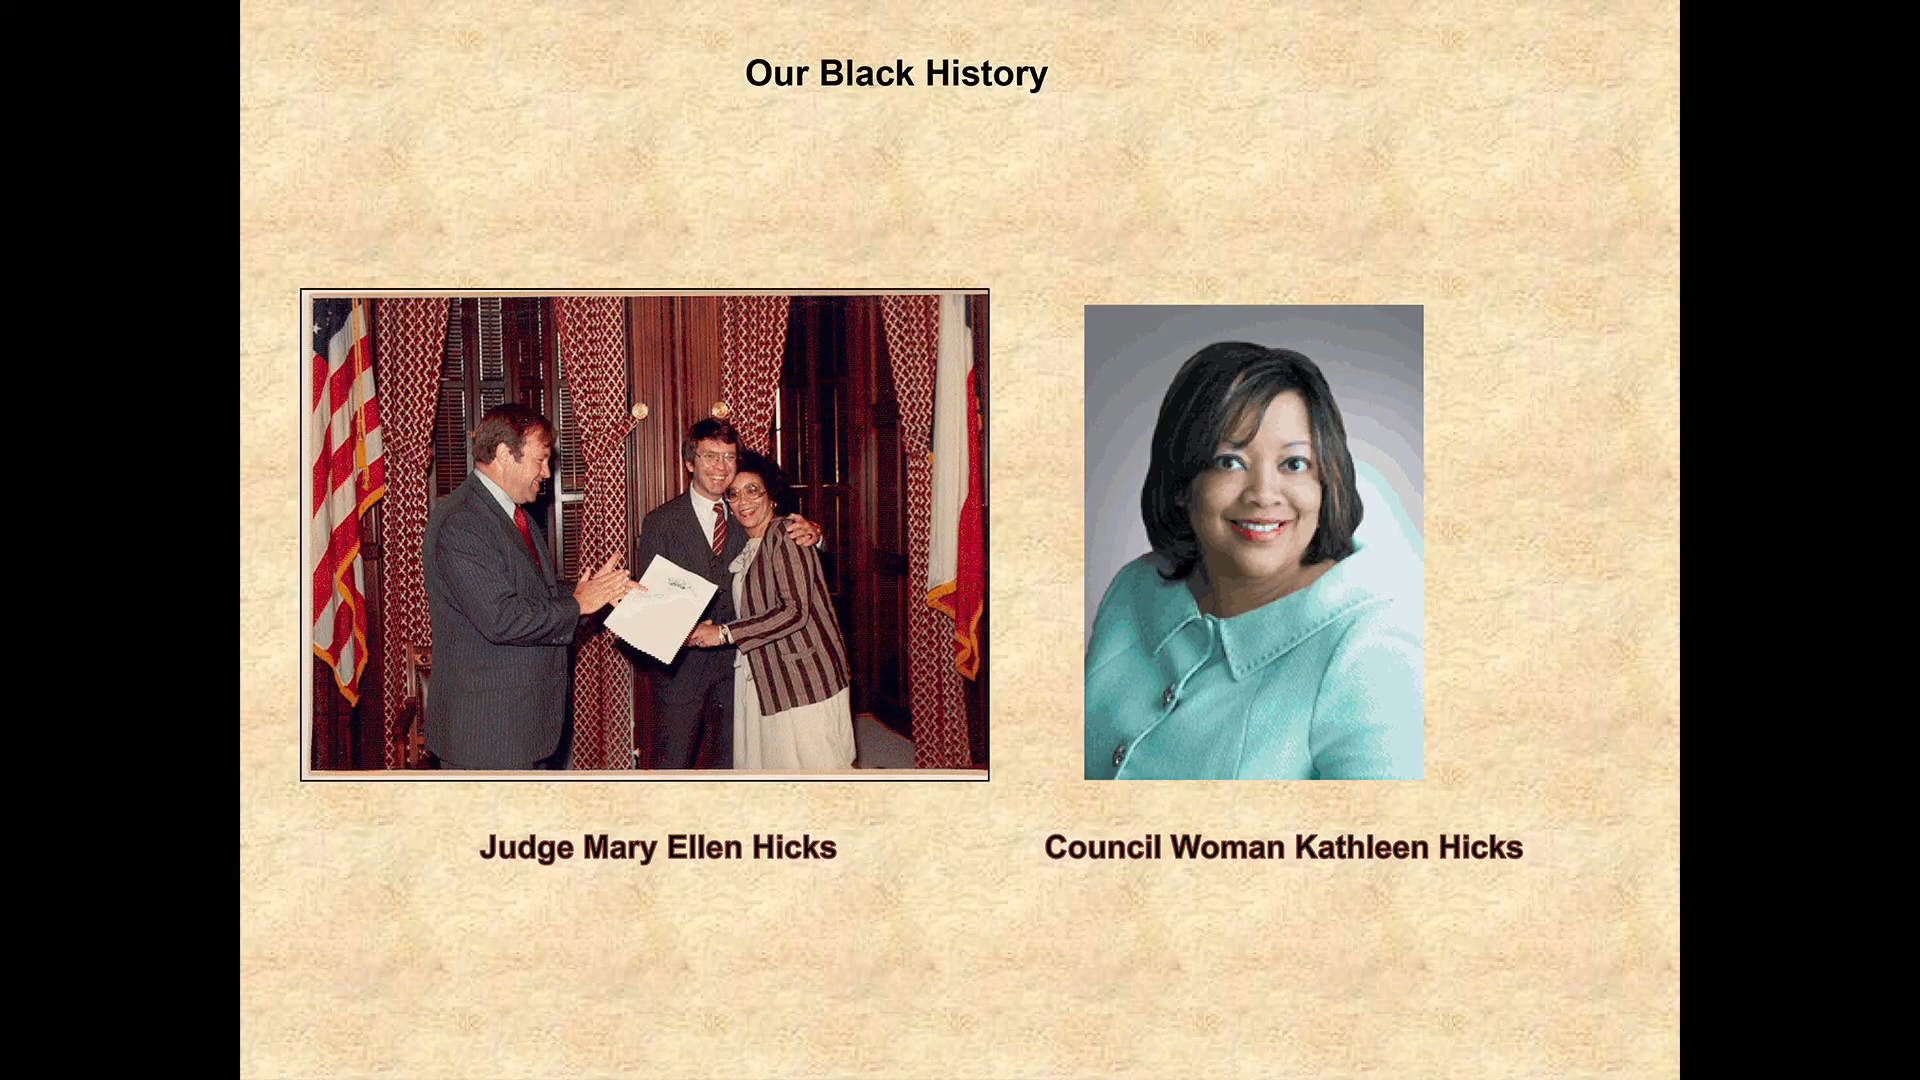 Our Black History
Judge Mary Ellen Hicks
Council Woman Kathleen Hicks